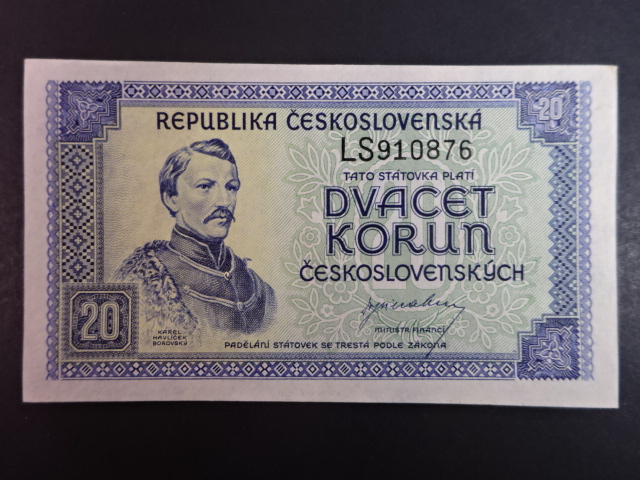 20
REPUBLIKA ČESKOSLOVENSKÁ
LS910876
TATO STÁTOVKA PLATÍ
DVACET
KORUN
ČESKOSLOVENSKÝCH
MINISTR FINANCÍ
KAREL
HAVLÍČEK
BOROVSKÝ
20
PADĚLÁNÍ STÁTOVEK SE TRESTÁ PODLE ZÁKONA